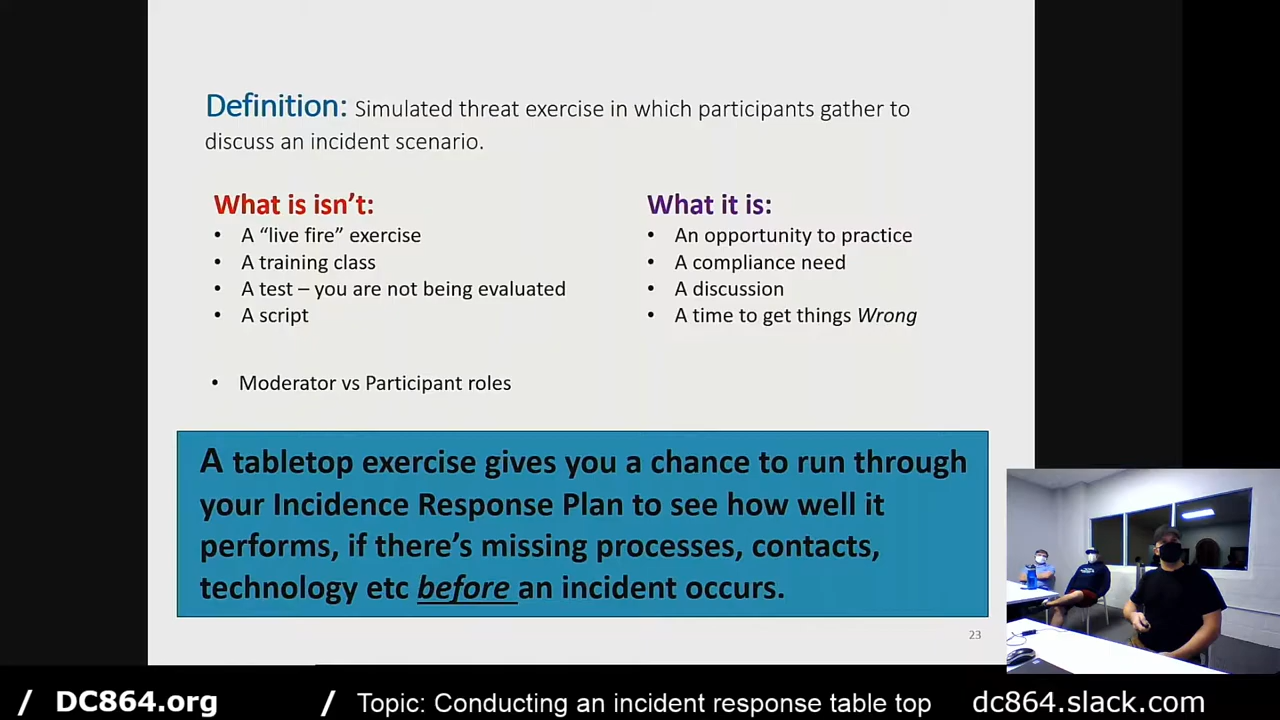 Definition: Simulated threat exercise in which participants gather to
discuss an incident scenario.
What is isn’t:
• A “live fire” exercise
• A training class
• A test – you are not being evaluated
• A script
What it is:
• An opportunity to practice
• A compliance need
• A discussion
• A time to get things Wrong
• Moderator vs Participant roles
A tabletop exercise gives you a chance to run through
your Incidence Response Plan to see how well it
performs, if there’s missing processes, contacts,
technology etc before an incident occurs.
23
/ DC864.org / Topic: Conducting an incident response table top dc864.slack.com